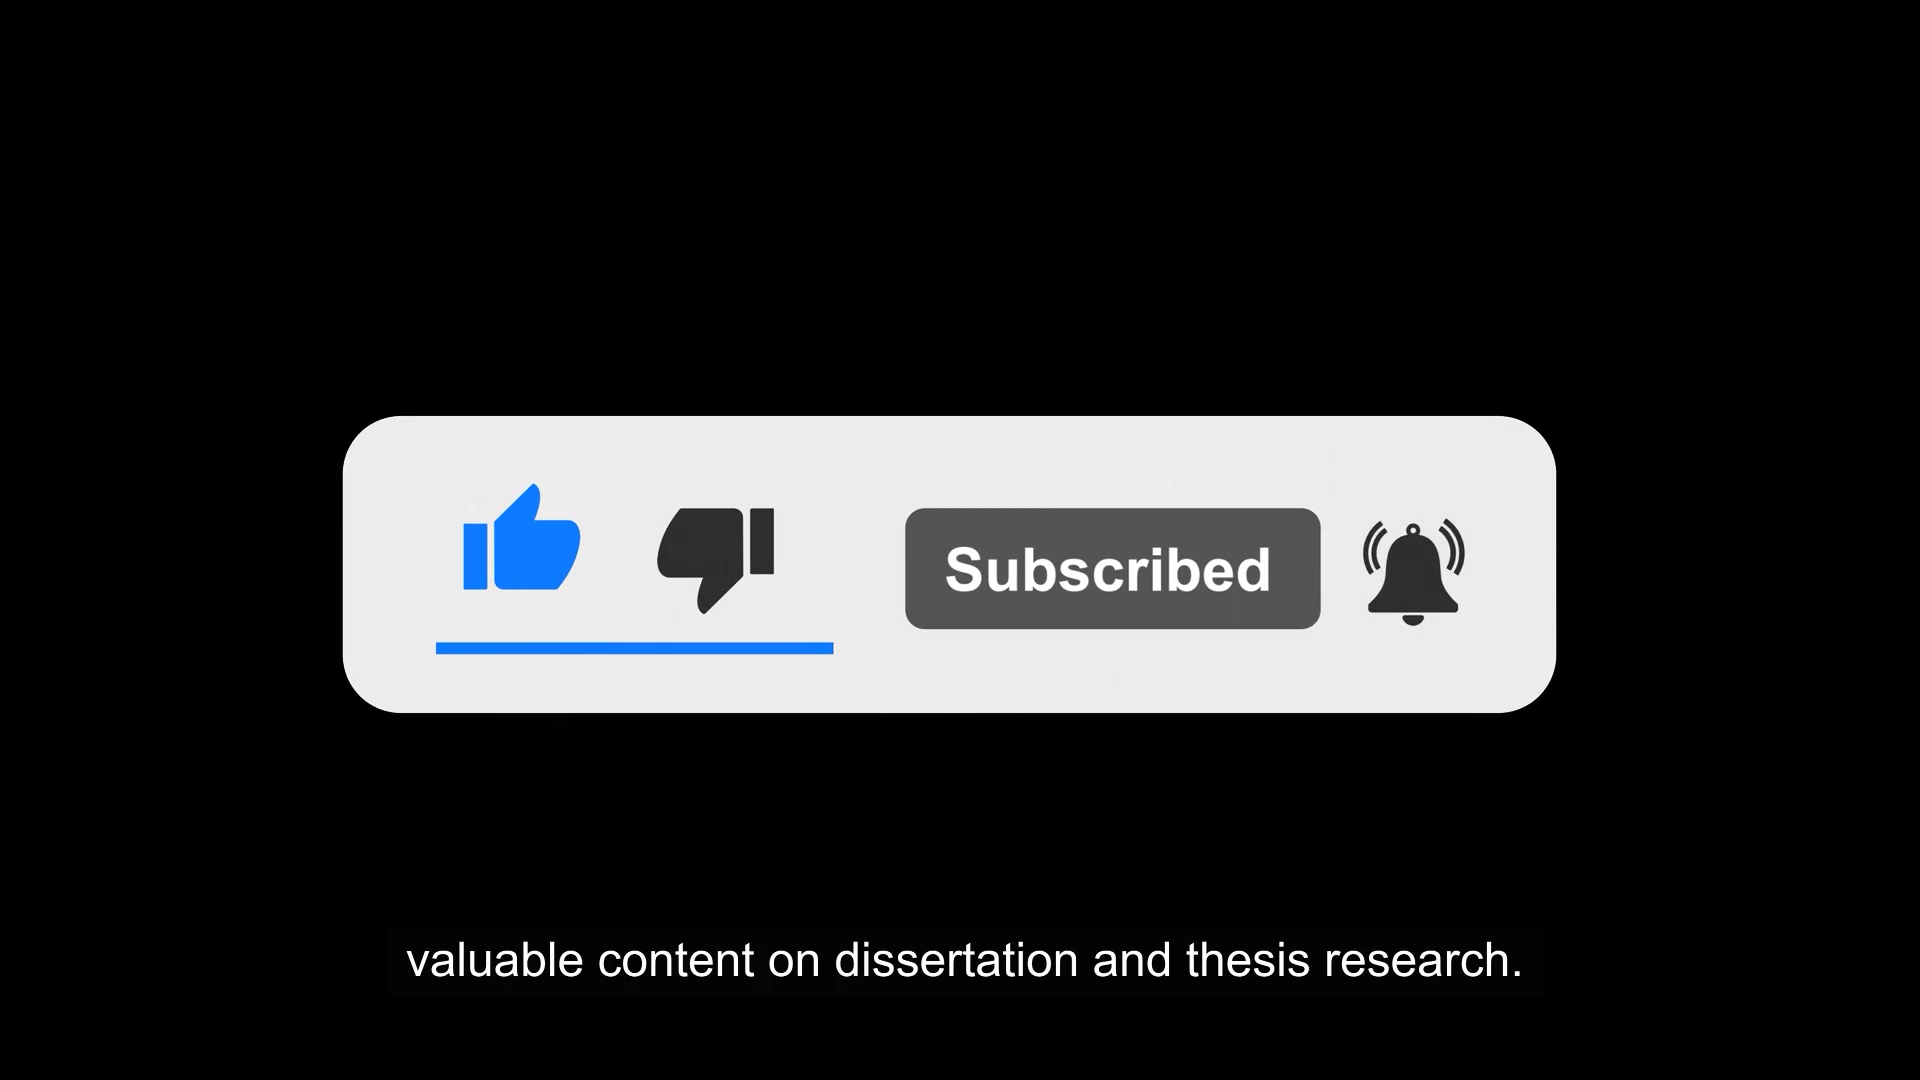 Subscribed
valuable content on dissertation and thesis research.